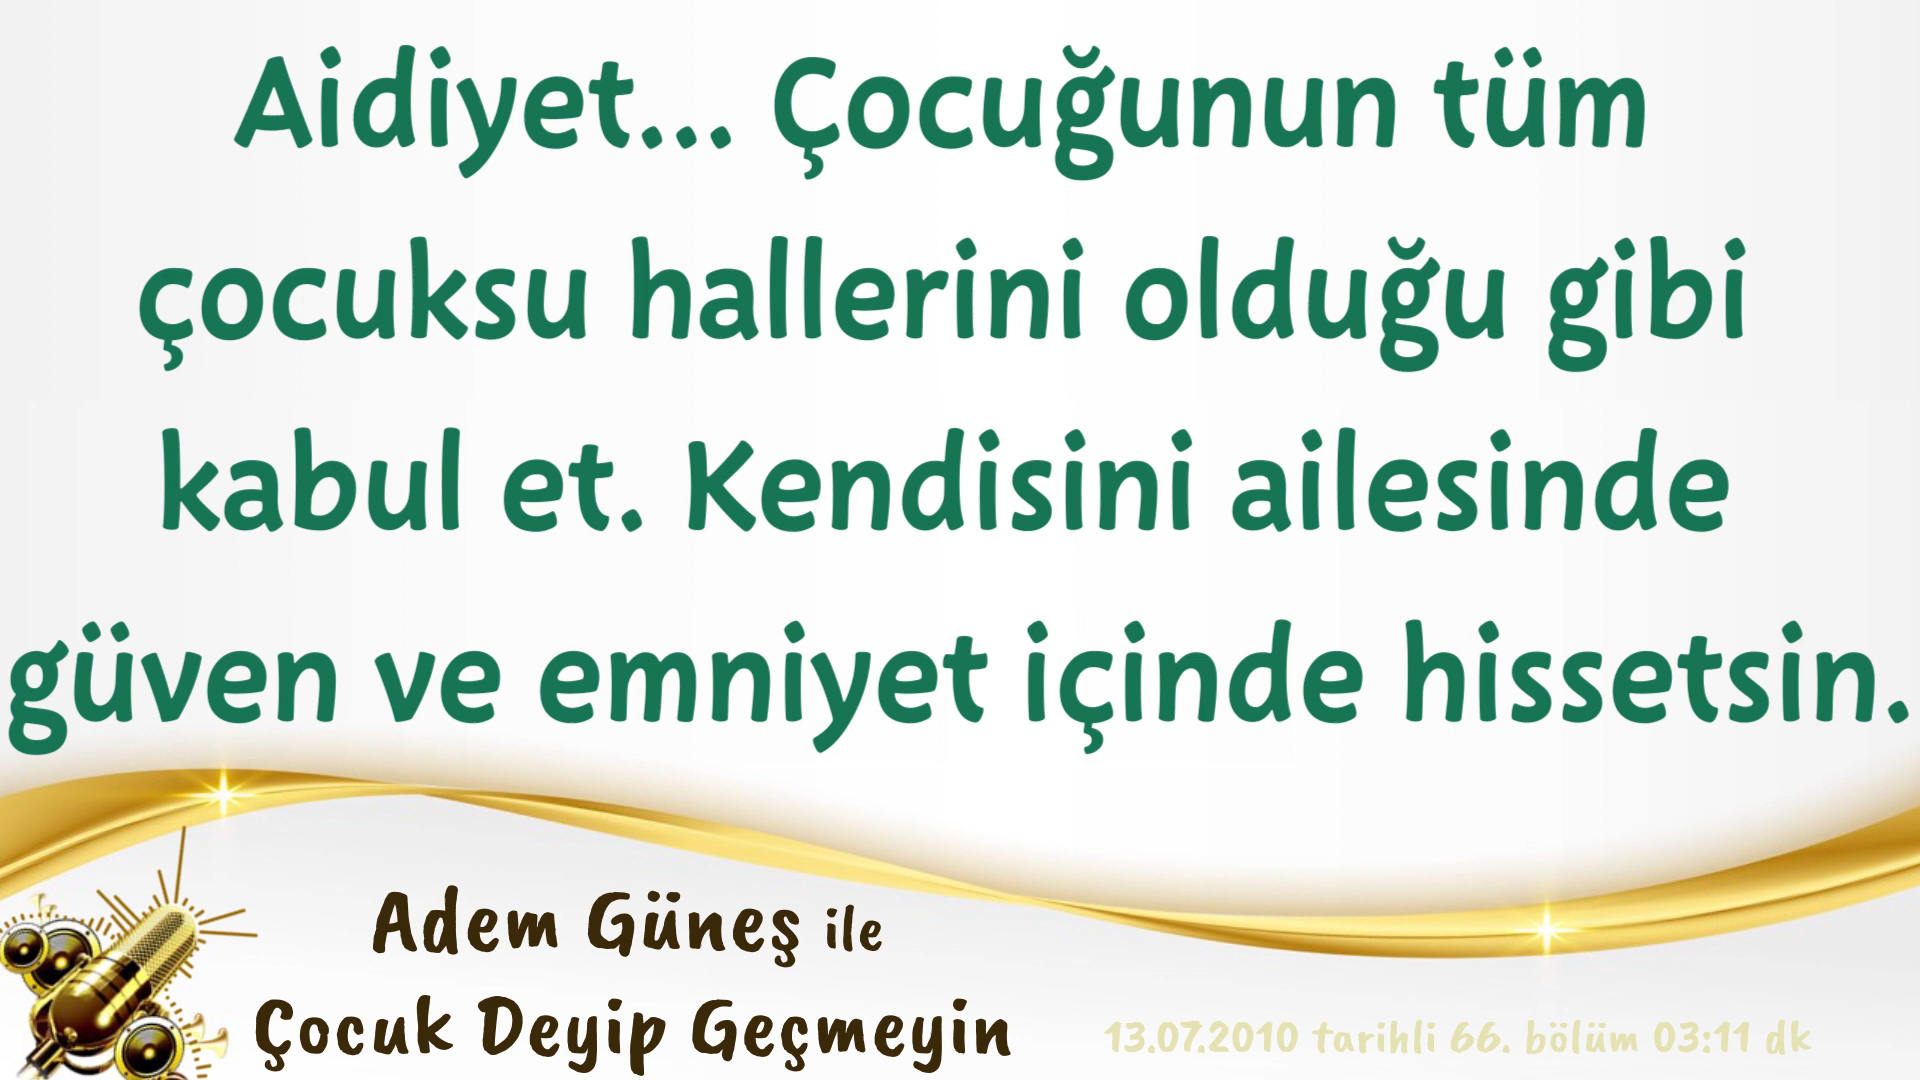 Aidiyet... Çocuğunun tüm
çocuksu hallerini olduğu gibi
kabul et. Kendisini ailesinde
güven ve emniyet içinde hissetsin.
Adem Güneş ile
Çocuk Deyip Geçmeyin
13.07.2010 tarihli 66. bölüm 03:11 dk